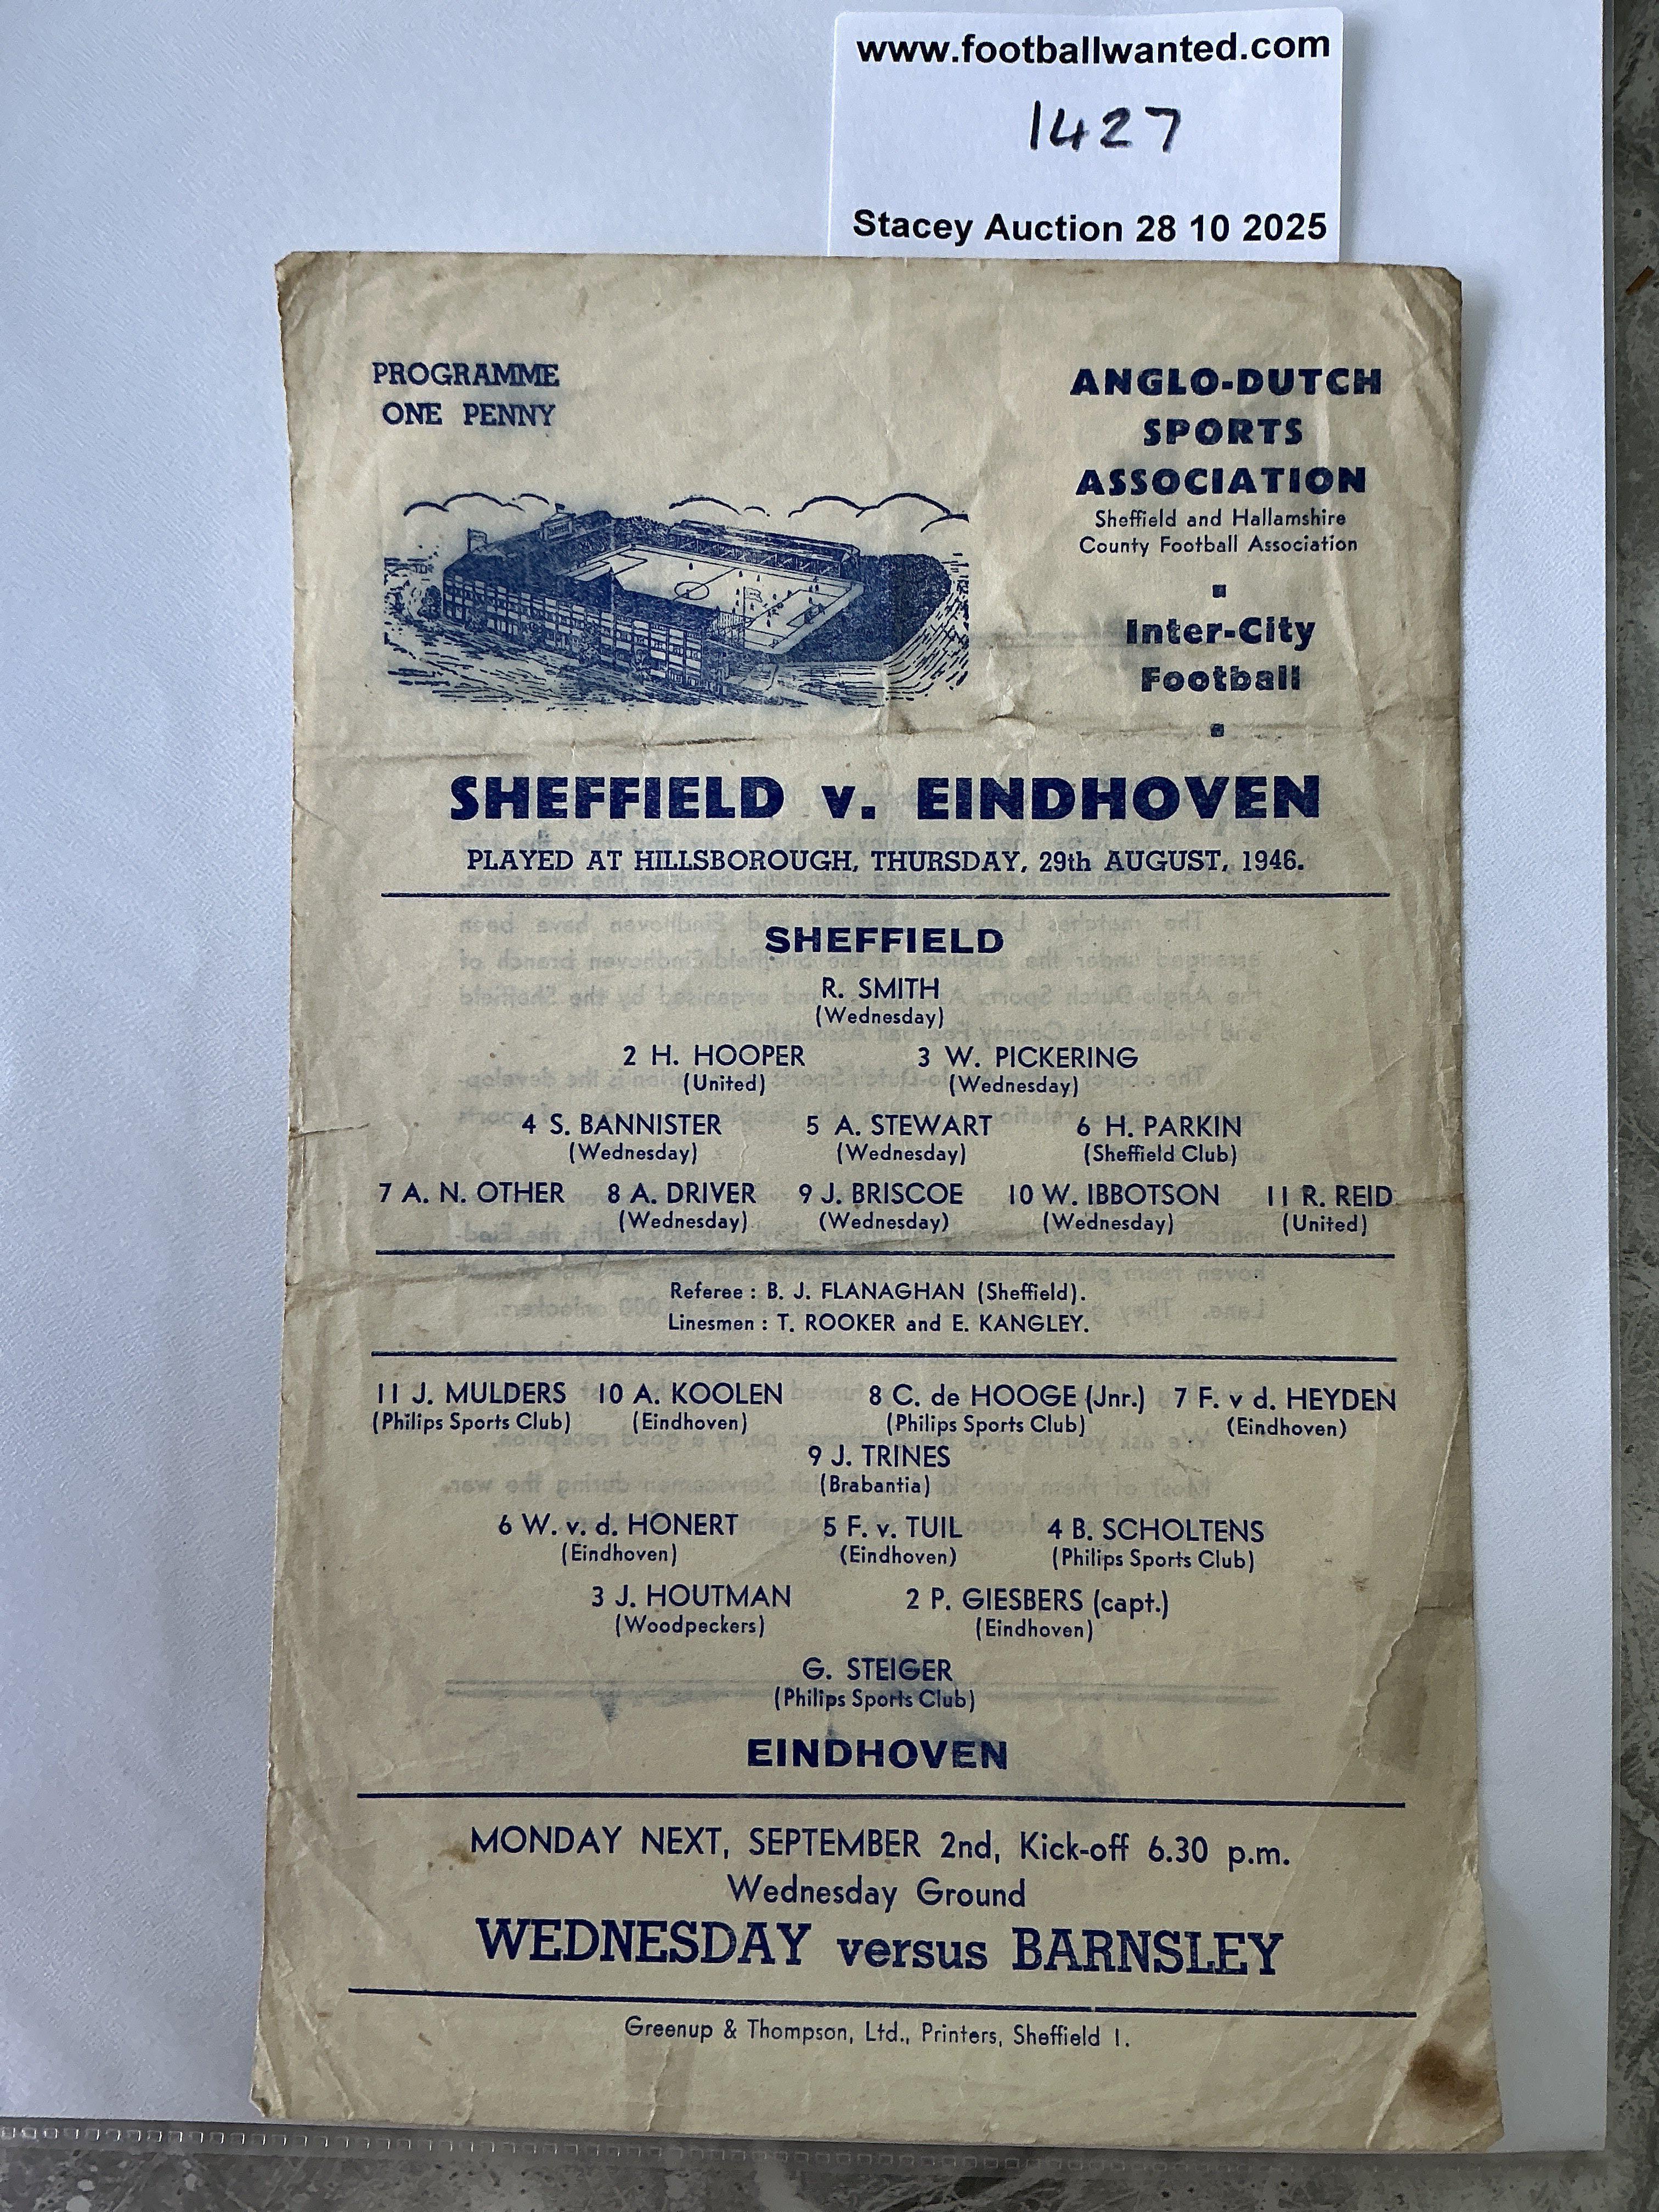 www.footballwanted.com
1427
Stacey Auction 28 10 2025
PROGRAMME
ONE PENNY
ANGLO-DUTCH
SPORTS
ASSOCIATION
Sheffield and Hallamshire
County Football Association
Inter-City
Football
SHEFFIELD v. EINDHOVEN
PLAYED AT HILLSBOROUGH, THURSDAY, 29th AUGUST, 1946.
SHEFFIELD
R. SMITH
(Wednesday)
2 H. HOOPER 3 W. PICKERING
(United) (Wednesday)
4 S. BANNISTER 5 A. STEWART 6 H. PARKIN
(Wednesday) (Wednesday) (Sheffield Club)
7 A. N. OTHER 8 A. DRIVER 9 J. BRISCOE 10 W. IBBOTSON 11 R. REID
(Wednesday) (Wednesday) (Wednesday) (United)
Referee : B. J. FLANAGHAN (Sheffield).
Linesmen : T. ROOKER and E. KANGLEY.
11 J. MULDERS 10 A. KOOLEN 8 C. de HOOGE (Jnr.) 7 F. v d. HEYDEN
(Philips Sports Club) (Eindhoven) (Philips Sports Club) (Eindhoven)
9 J. TRINES
(Brabantia)
6 W. v. d. HONERT 5 F. v. TUIL 4 B. SCHOLTENS
(Eindhoven) (Eindhoven) (Philips Sports Club)
3 J. HOUTMAN 2 P. GIESBERS (capt.)
(Woodpeckers) (Eindhoven)
G. STEIGER
(Philips Sports Club)
EINDHOVEN
MONDAY NEXT, SEPTEMBER 2nd, Kick-off 6.30 p.m.
Wednesday Ground
WEDNESDAY versus BARNSLEY
Greenup & Thompson, Ltd., Printers, Sheffield 1.